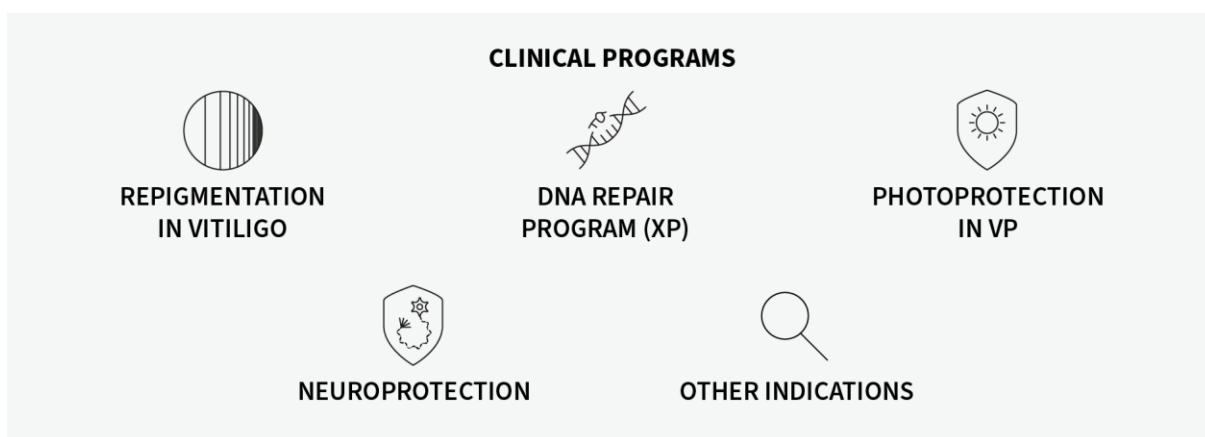 CLINICAL PROGRAMS
REPIGMENTATION
IN VITILIGO
DNA REPAIR
PROGRAM (XP)
PHOTOPROTECTION
IN VP
NEUROPROTECTION
OTHER INDICATIONS